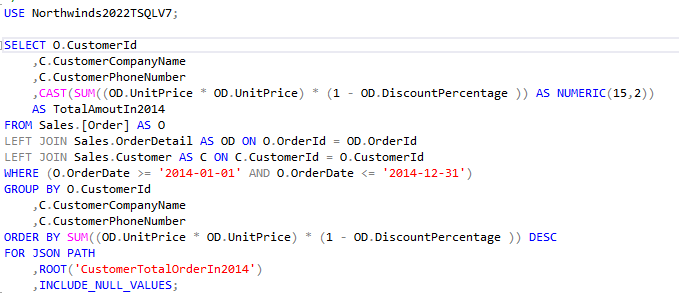 USE Northwinds2022TSQLV7;
SELECT O.CustomerId
,C.CustomerCompanyName
,C.CustomerPhoneNumber
,CAST(SUM((OD.UnitPrice * OD.UnitPrice) * (1 - OD.DiscountPercentage )) AS NUMERIC(15,2))
AS TotalAmoutIn2014
FROM Sales.[Order] AS O
LEFT JOIN Sales.OrderDetail AS OD ON O.OrderId = OD.OrderId
LEFT JOIN Sales.Customer AS C ON C.CustomerId = O.CustomerId
WHERE (O.OrderDate >= '2014-01-01' AND O.OrderDate <= '2014-12-31')
GROUP BY O.CustomerId
,C.CustomerCompanyName
,C.CustomerPhoneNumber
ORDER BY SUM((OD.UnitPrice * OD.UnitPrice) * (1 - OD.DiscountPercentage )) DESC
FOR JSON PATH
,ROOT('CustomerTotalOrderIn2014')
,INCLUDE_NULL_VALUES;